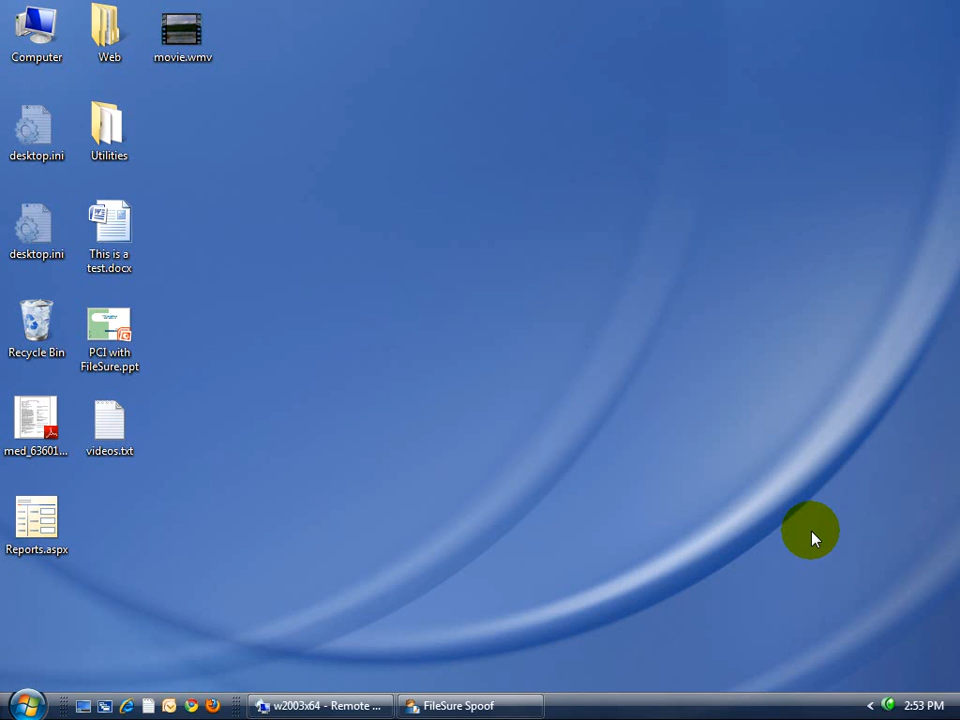 Computer
Web
movie.wmv
desktop.ini
Utilities
desktop.ini
This is a
test.docx
Recycle Bin
PCI with
FileSure.ppt
med_63601...
videos.txt
Reports.aspx
w2003x64 - Remote ...
FileSure Spoof
<
2:53 PM